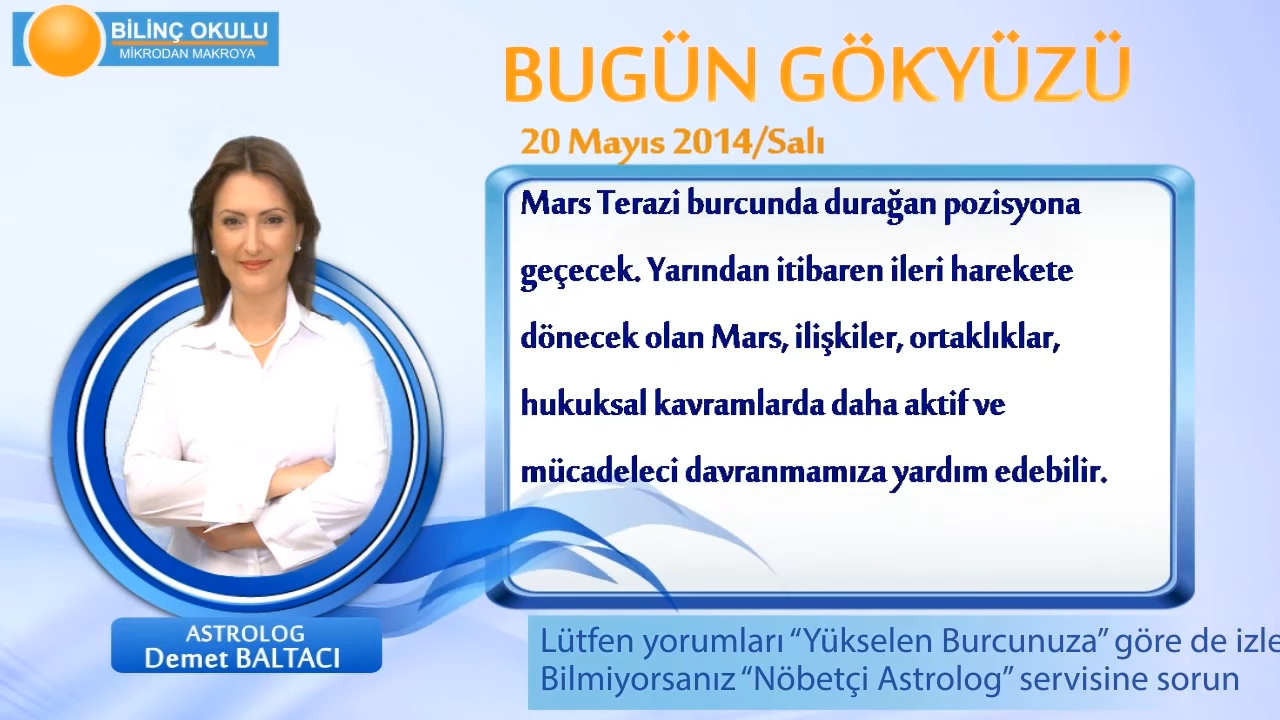 BİLİNÇ OKULU
MİKRODAN MAKROYA
BUGÜN GÖKYÜZÜ
20 Mayıs 2014/Salı
Mars Terazi burcunda durağan pozisyona
geçecek. Yarından itibaren ileri harekete
dönecek olan Mars, ilişkiler, ortaklıklar,
hukuksal kavramlarda daha aktif ve
mücadeleci davranmamıza yardım edebilir.
ASTROLOG
Demet BALTACI
Lütfen yorumları “Yükselen Burcunuza” göre de izle
Bilmiyorsanız “Nöbetçi Astrolog” servisine sorun